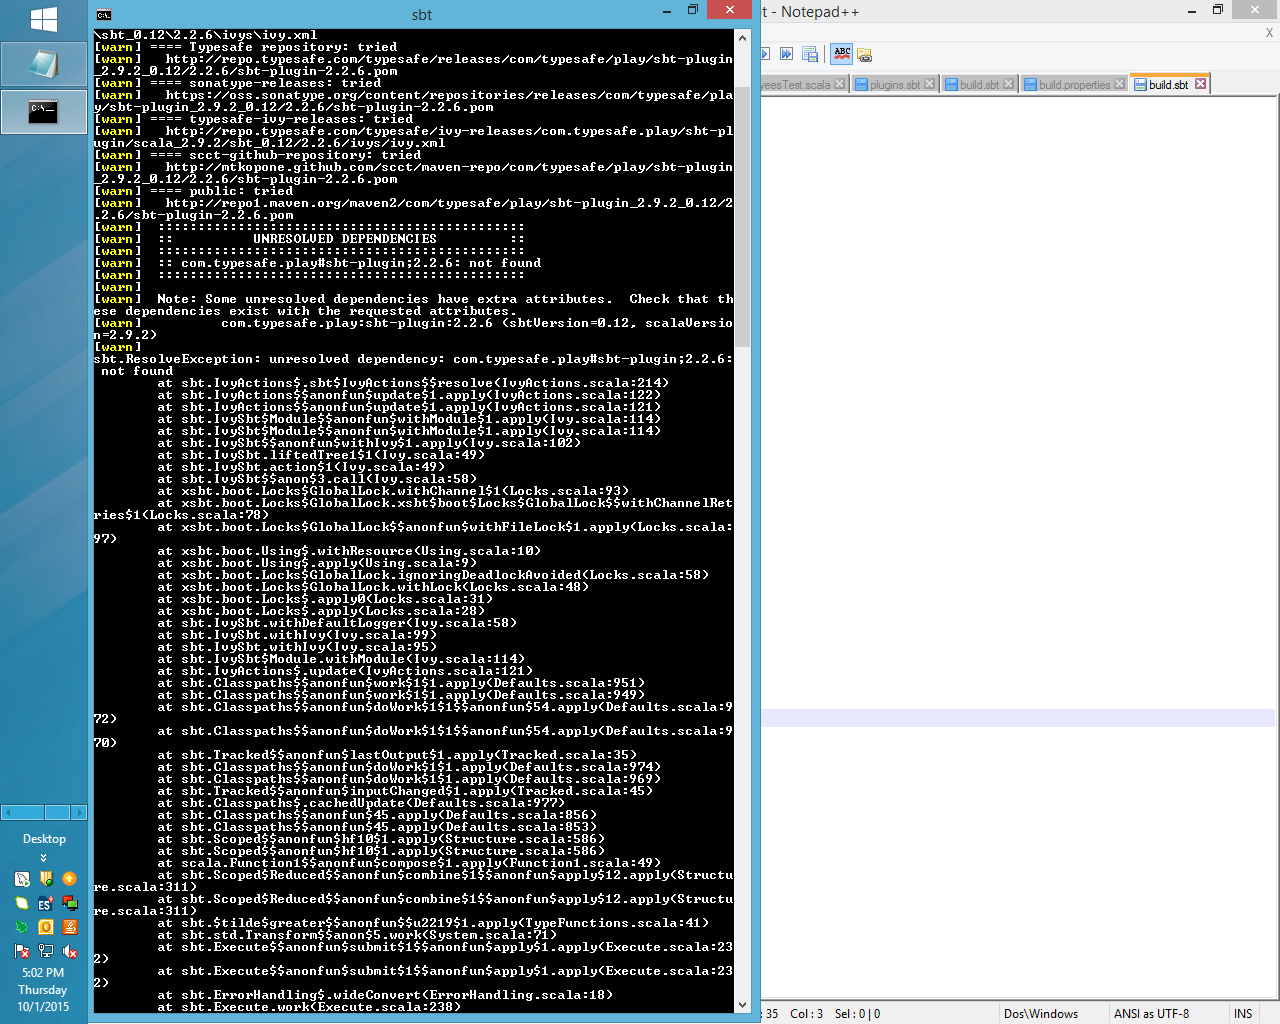 sbt
\sbt_0.12\2.2.6\ivys\ivy.xml
[warn] ==== Typesafe repository: tried
[warn]   http://repo.typesafe.com/typesafe/releases/com/typesafe/play/sbt-plugin
_2.9.2_0.12/2.2.6/sbt-plugin-2.2.6.pom
[warn] ==== sonatype-releases: tried
[warn]   https://oss.sonatype.org/content/repositories/releases/com/typesafe/pla
y/sbt-plugin_2.9.2_0.12/2.2.6/sbt-plugin-2.2.6.pom
[warn] ==== typesafe-ivy-releases: tried
[warn]   http://repo.typesafe.com/typesafe/ivy-releases/com.typesafe.play/sbt-pl
ugin/scala_2.9.2/sbt_0.12/2.2.6/ivys/ivy.xml
[warn] ==== scct-github-repository: tried
[warn]   http://mtkopone.github.com/scct/maven-repo/com/typesafe/play/sbt-plugin
_2.9.2_0.12/2.2.6/sbt-plugin-2.2.6.pom
[warn] ==== public: tried
[warn]   http://repo1.maven.org/maven2/com/typesafe/play/sbt-plugin_2.9.2_0.12/2
.2.6/sbt-plugin-2.2.6.pom
[warn]  ::::::::::::::::::::::::::::::::::::::::::::::
[warn]  ::          UNRESOLVED DEPENDENCIES         ::
[warn]  ::::::::::::::::::::::::::::::::::::::::::::::
[warn]  :: com.typesafe.play#sbt-plugin;2.2.6: not found
[warn]  ::::::::::::::::::::::::::::::::::::::::::::::
[warn]
[warn]  Note: Some unresolved dependencies have extra attributes.  Check that th
ese dependencies exist with the requested attributes.
[warn]          com.typesafe.play:sbt-plugin:2.2.6 (sbtVersion=0.12, scalaVersio
n=2.9.2)
[warn]
sbt.ResolveException: unresolved dependency: com.typesafe.play#sbt-plugin;2.2.6:
 not found
at sbt.IvyActions$.sbt$IvyActions$$resolve(IvyActions.scala:214)
at sbt.IvyActions$$anonfun$update$1.apply(IvyActions.scala:122)
at sbt.IvyActions$$anonfun$update$1.apply(IvyActions.scala:121)
at sbt.IvySbt$Module$$anonfun$withModule$1.apply(Ivy.scala:114)
at sbt.IvySbt$Module$$anonfun$withModule$1.apply(Ivy.scala:114)
at sbt.IvySbt$$anonfun$withIvy$1.apply(Ivy.scala:102)
at sbt.IvySbt.liftedTree1$1(Ivy.scala:49)
at sbt.IvySbt.action$1(Ivy.scala:49)
at sbt.IvySbt$$anon$3.call(Ivy.scala:58)
at xsbt.boot.Locks$GlobalLock.withChannel$1(Locks.scala:93)
at xsbt.boot.Locks$GlobalLock.xsbt$boot$Locks$GlobalLock$$withChannelRet
ries$1(Locks.scala:78)
at xsbt.boot.Locks$GlobalLock$$anonfun$withFileLock$1.apply(Locks.scala:
97)
at xsbt.boot.Using$.withResource(Using.scala:10)
at xsbt.boot.Using$.apply(Using.scala:9)
at xsbt.boot.Locks$GlobalLock.ignoringDeadlockAvoided(Locks.scala:58)
at xsbt.boot.Locks$GlobalLock.withLock(Locks.scala:48)
at xsbt.boot.Locks$.apply0(Locks.scala:31)
at xsbt.boot.Locks$.apply(Locks.scala:28)
at sbt.IvySbt.withDefaultLogger(Ivy.scala:58)
at sbt.IvySbt.withIvy(Ivy.scala:99)
at sbt.IvySbt.withIvy(Ivy.scala:95)
at sbt.IvySbt$Module.withModule(Ivy.scala:114)
at sbt.IvyActions$.update(IvyActions.scala:121)
at sbt.Classpaths$$anonfun$work$1$1.apply(Defaults.scala:951)
at sbt.Classpaths$$anonfun$work$1$1.apply(Defaults.scala:949)
at sbt.Classpaths$$anonfun$doWork$1$1$$anonfun$54.apply(Defaults.scala:9
72)
at sbt.Classpaths$$anonfun$doWork$1$1$$anonfun$54.apply(Defaults.scala:9
70)
at sbt.Tracked$$anonfun$lastOutput$1.apply(Tracked.scala:35)
at sbt.Classpaths$$anonfun$doWork$1$1.apply(Defaults.scala:974)
at sbt.Classpaths$$anonfun$doWork$1$1.apply(Defaults.scala:969)
at sbt.Tracked$$anonfun$inputChanged$1.apply(Tracked.scala:45)
at sbt.Classpaths$.cachedUpdate(Defaults.scala:977)
at sbt.Classpaths$$anonfun$45.apply(Defaults.scala:856)
at sbt.Classpaths$$anonfun$45.apply(Defaults.scala:853)
at sbt.Scoped$$anonfun$hf10$1.apply(Structure.scala:586)
at sbt.Scoped$$anonfun$hf10$1.apply(Structure.scala:586)
at scala.Function1$$anonfun$compose$1.apply(Function1.scala:49)
at sbt.Scoped$Reduced$$anonfun$combine$1$$anonfun$apply$12.apply(Structu
re.scala:311)
at sbt.Scoped$Reduced$$anonfun$combine$1$$anonfun$apply$12.apply(Structu
re.scala:311)
at sbt.$tilde$greater$$anonfun$$u2219$1.apply(TypeFunctions.scala:41)
at sbt.std.Transform$$anon$5.work(System.scala:71)
at sbt.Execute$$anonfun$submit$1$$anonfun$apply$1.apply(Execute.scala:23
2)
at sbt.Execute$$anonfun$submit$1$$anonfun$apply$1.apply(Execute.scala:23
2)
at sbt.ErrorHandling$.wideConvert(ErrorHandling.scala:18)
at sbt.Execute.work(Execute.scala:238)
t - Notepad++
X
ABC
yeesTest.scala plugins.sbt build.sbt build.properties build.sbt
: 35 Col : 3 Sel : 0 | 0 Dos\Windows ANSI as UTF-8 INS
Desktop
5:02 PM
Thursday
10/1/2015